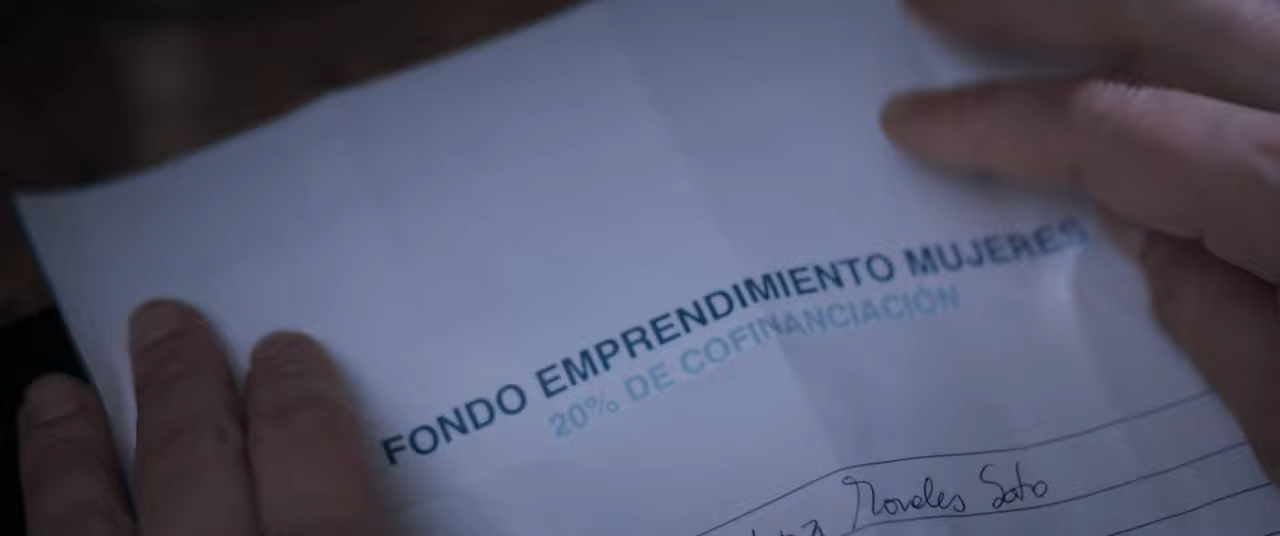 FONDO EMPRENDIMIENTO MUJERES
20% DE COFINANCIACIÓN
Morales Soto